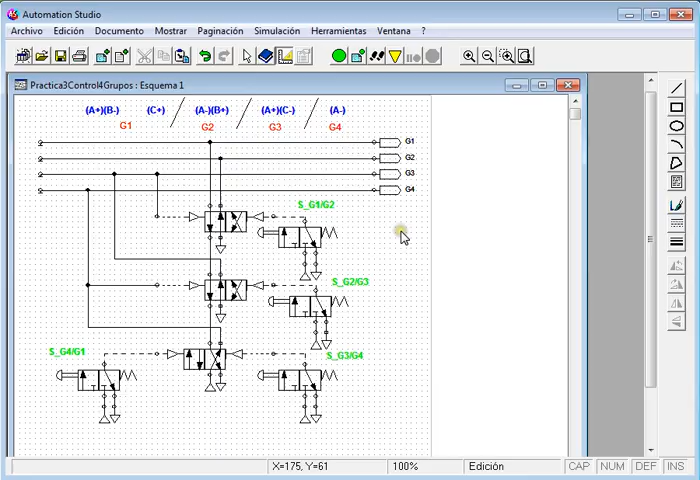 Automation Studio
Archivo Edición Documento Mostrar Paginación Simulación Herramientas Ventana ?
Practica3Control4Grupos : Esquema 1
(A+)(B-) (C+) (A-)(B+) (A+)(C-) (A-)
G1 G2 G3 G4
G1
G2
G3
G4
S_G1/G2
S_G2/G3
S_G4/G1
S_G3/G4
X=175, Y=61 100% Edición CAP NUM DEF INS